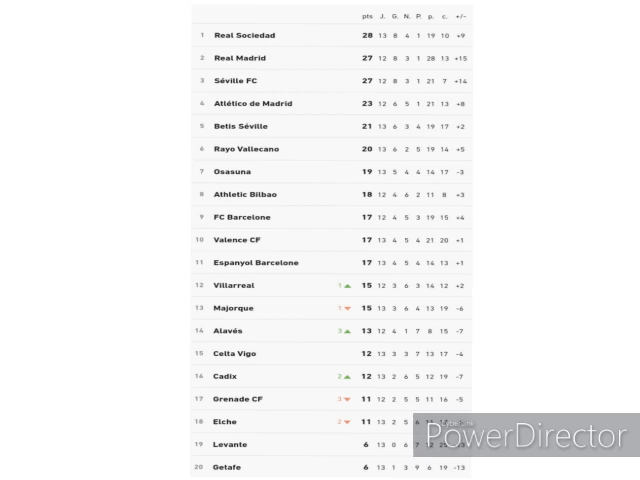 pts J. G. N. P. p. c. +/-
1 Real Sociedad 28 13 8 4 1 19 10 +9
2 Real Madrid 27 12 8 3 1 28 13 +15
3 Séville FC 27 12 8 3 1 21 7 +14
4 Atlético de Madrid 23 12 6 5 1 21 13 +8
5 Betis Séville 21 13 6 3 4 19 17 +2
6 Rayo Vallecano 20 13 6 2 5 19 14 +5
7 Osasuna 19 13 5 4 4 14 17 -3
8 Athletic Bilbao 18 12 4 6 2 11 8 +3
9 FC Barcelone 17 12 4 5 3 19 15 +4
10 Valence CF 17 13 4 5 4 21 20 +1
11 Espanyol Barcelone 17 13 4 5 4 14 13 +1
12 Villarreal 1 15 12 3 6 3 14 12 +2
13 Majorque 1 15 13 3 6 4 13 19 -6
14 Alavés 3 13 12 4 1 7 8 15 -7
15 Celta Vigo 12 13 3 3 7 13 17 -4
16 Cadix 2 12 13 2 6 5 12 19 -7
17 Grenade CF 3 11 12 2 5 5 11 16 -5
18 Elche 2 11 13 2 5 6
CyberLink
PowerDirector
19 Levante 6 13 0 6 7 12
20 Getafe 6 13 1 3 9 6 19 -13